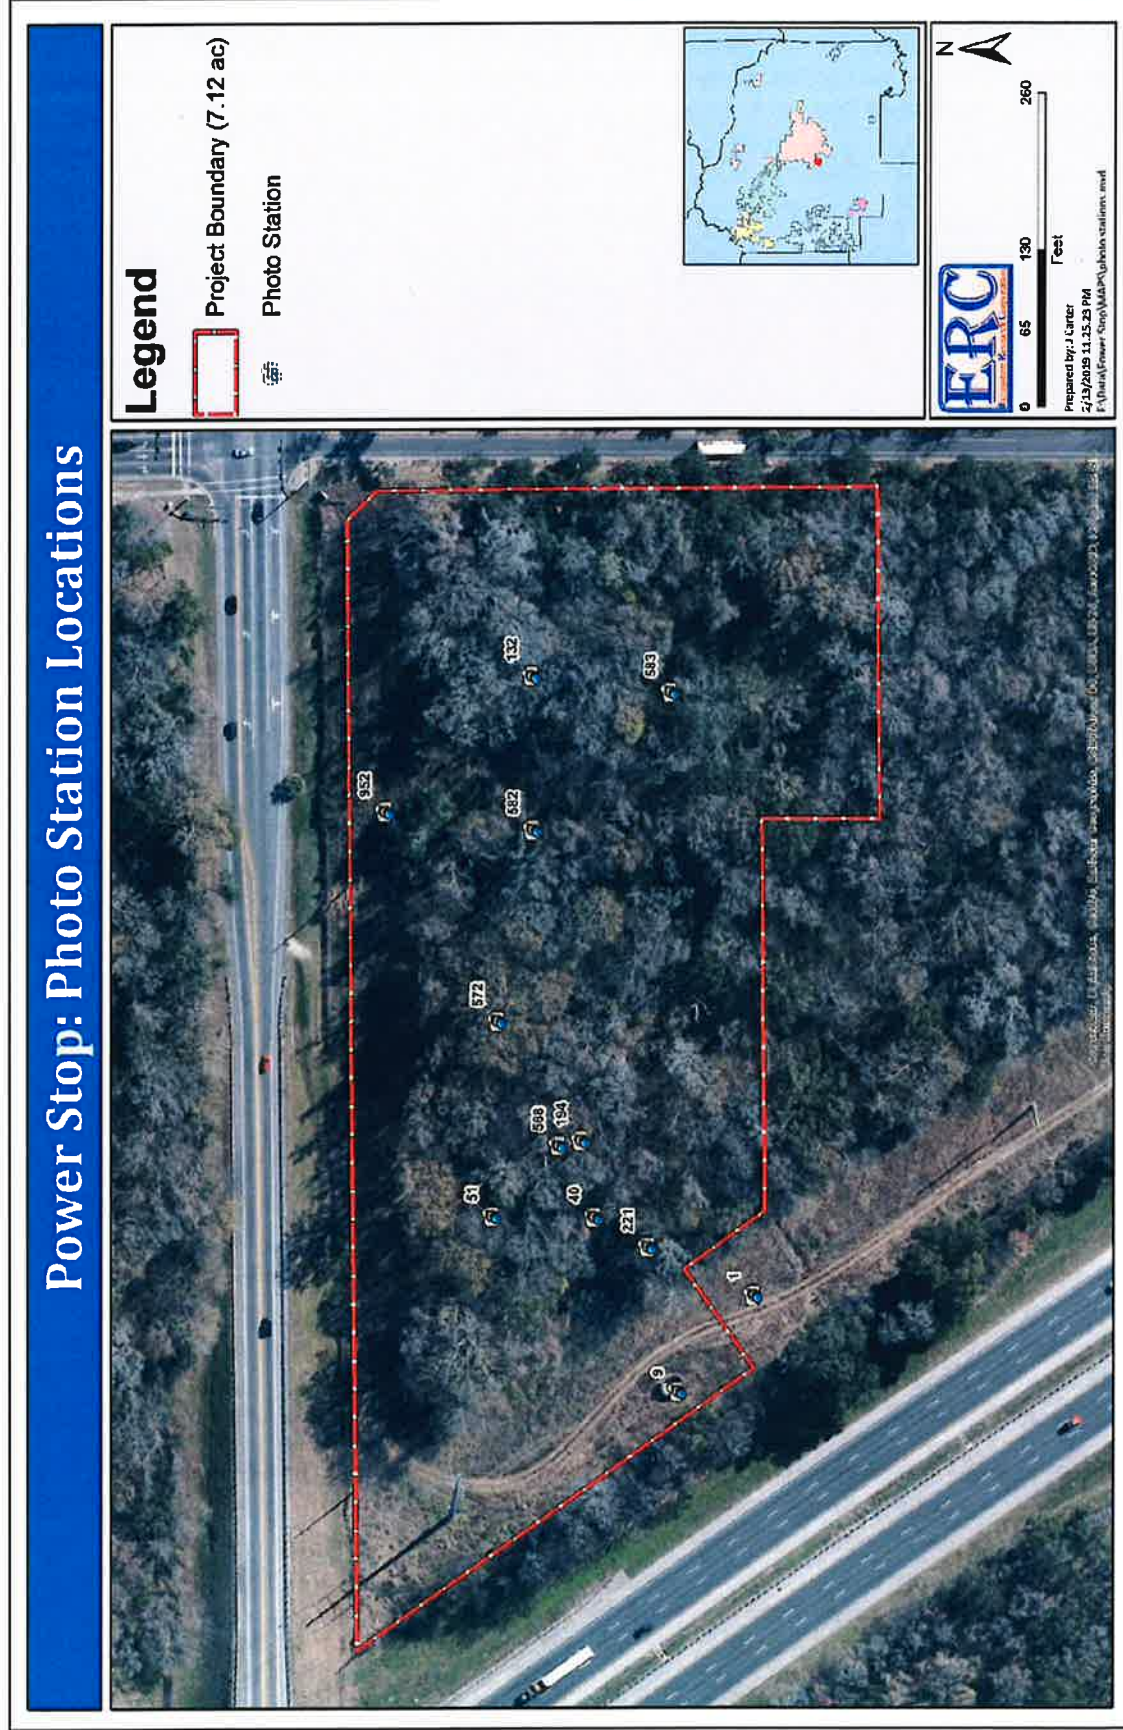 Power Stop: Photo Station Locations
952
132
582
583
572
51
588
194
40
221
1
9
Legend
Project Boundary (7.12 ac)
Photo Station
ERC
N
0 65 130 260
Feet
Prepared by: J Carter
2/13/2019 11:15:23 PM